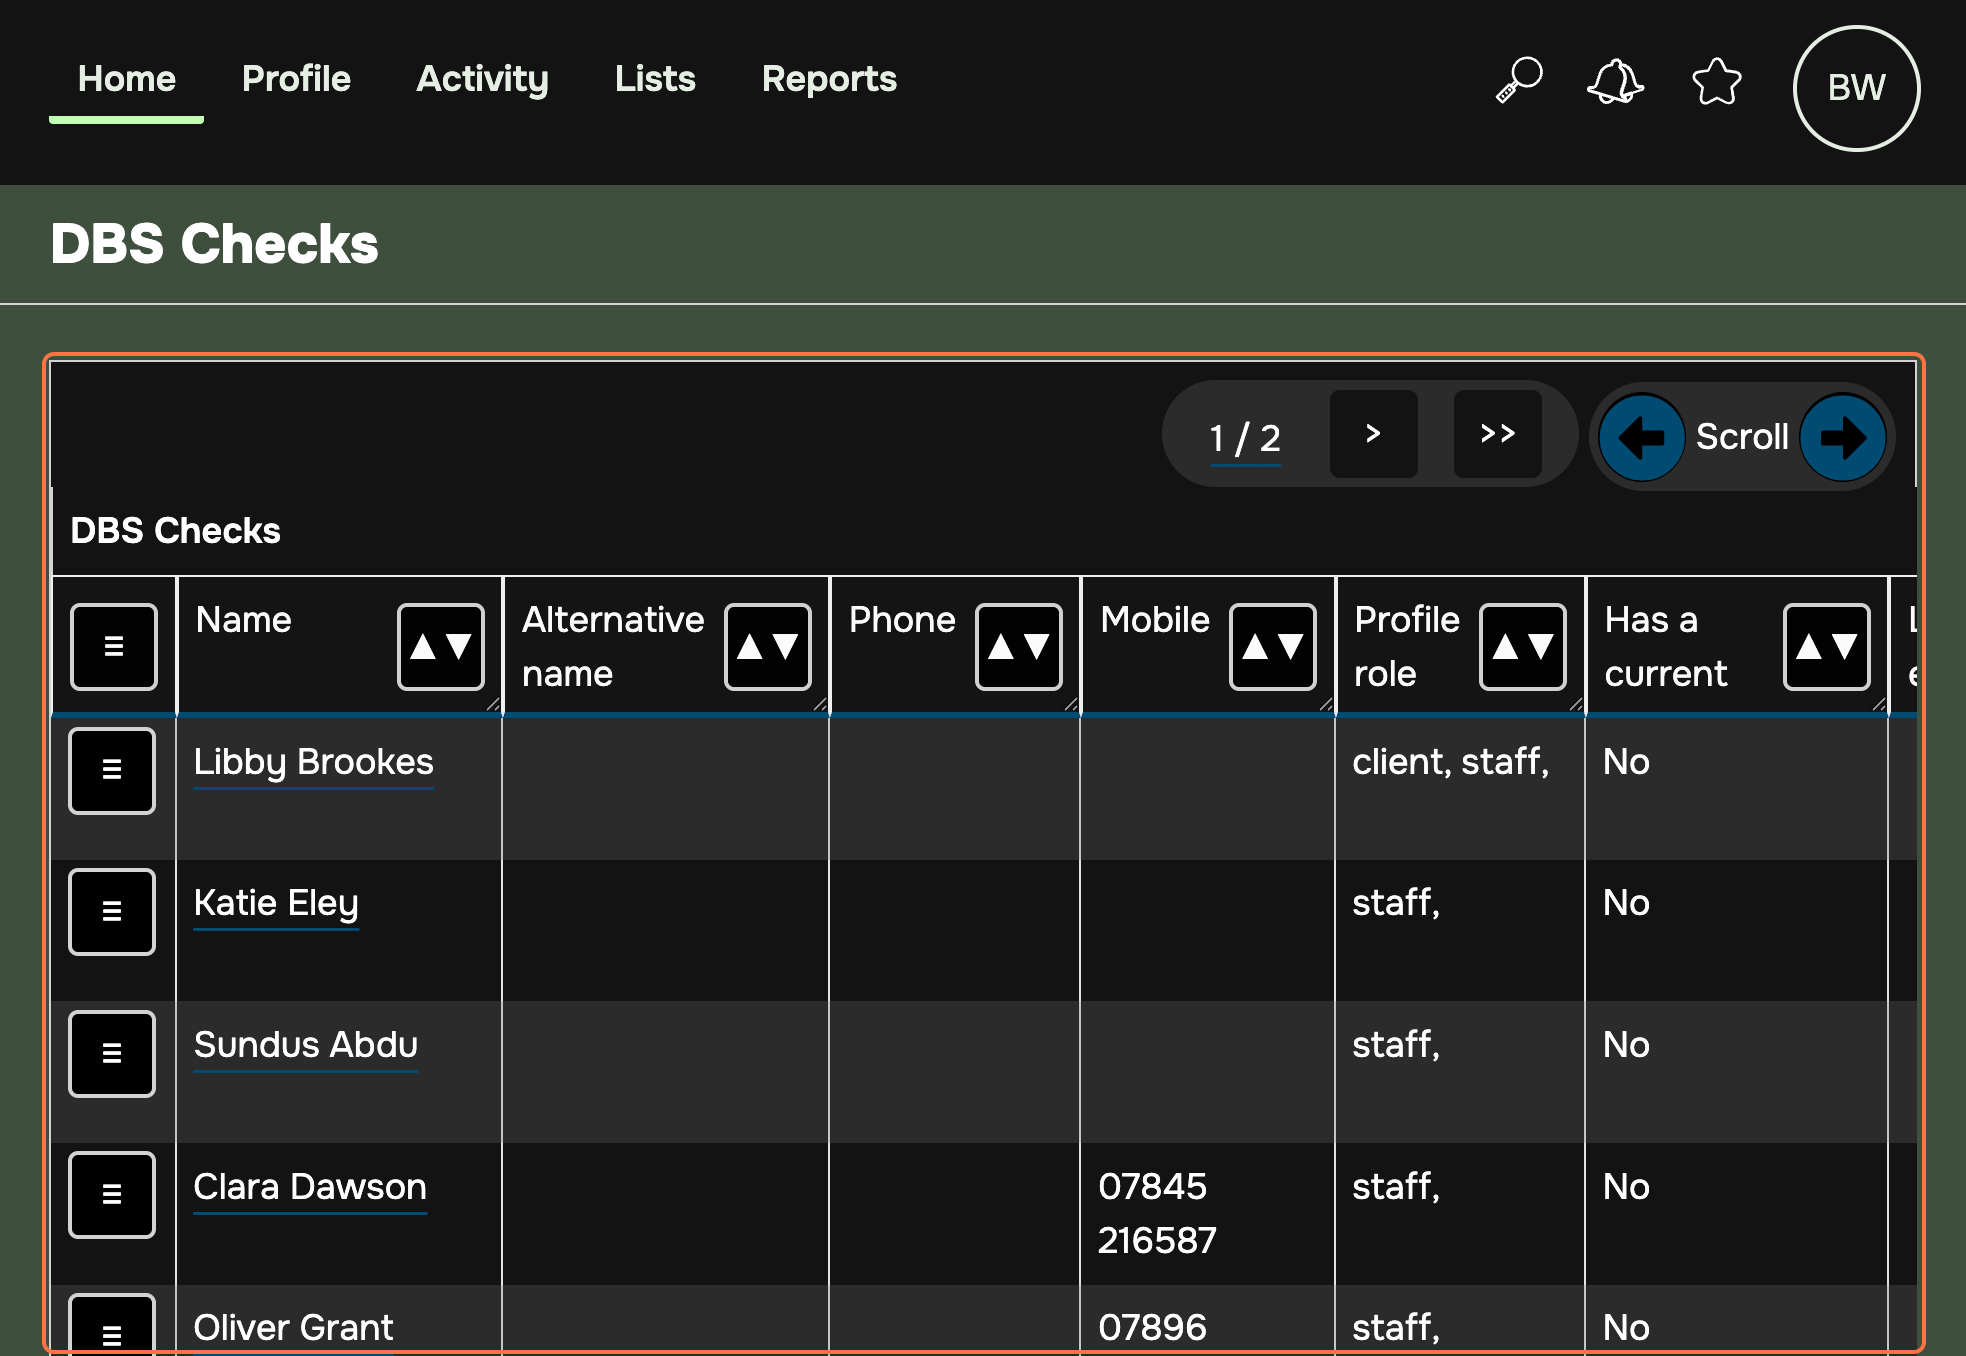 Home Profile Activity Lists Reports BW
DBS Checks
1 / 2 > >> Scroll
DBS Checks
Name Alternative name Phone Mobile Profile role Has a current
Libby Brookes client, staff, No
Katie Eley staff, No
Sundus Abdu staff, No
Clara Dawson 07845 216587 staff, No
Oliver Grant 07896 staff, No